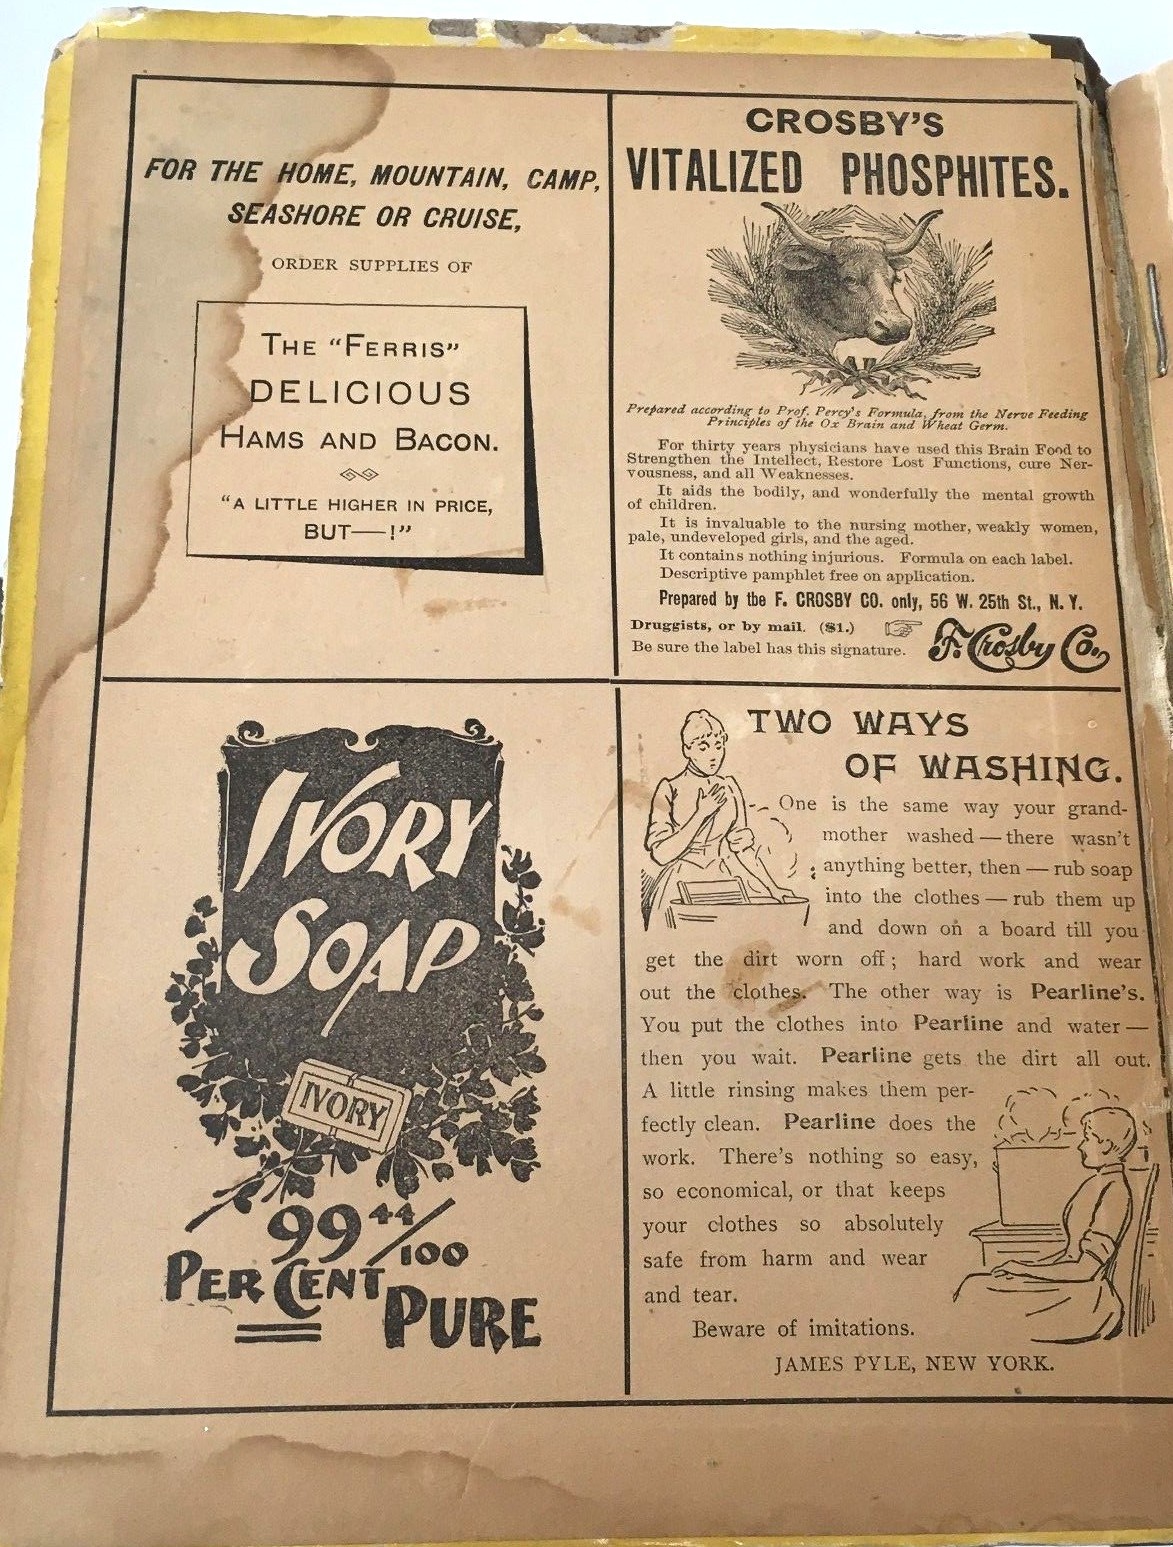 FOR THE HOME, MOUNTAIN, CAMP,
SEASHORE OR CRUISE,
ORDER SUPPLIES OF
THE "FERRIS"
DELICIOUS
HAMS AND BACON.
"A LITTLE HIGHER IN PRICE,
BUT——!"
CROSBY'S
VITALIZED PHOSPHITES.
Prepared according to Prof. Percy's Formula, from the Nerve Feeding
Principles of the Ox Brain and Wheat Germ.
For thirty years physicians have used this Brain Food to
Strengthen the Intellect, Restore Lost Functions, cure Ner-
vousness, and all Weaknesses.
It aids the bodily, and wonderfully the mental growth
of children.
It is invaluable to the nursing mother, weakly women,
pale, undeveloped girls, and the aged.
It contains nothing injurious. Formula on each label.
Descriptive pamphlet free on application.
Prepared by the F. CROSBY CO. only, 56 W. 25th St., N. Y.
Druggists, or by mail. ($1.)
Be sure the label has this signature. F. Crosby Co.,
IVORY
SOAP
IVORY
99 44/100
PER CENT
PURE
TWO WAYS
OF WASHING.
One is the same way your grand-
mother washed — there wasn't
anything better, then — rub soap
into the clothes — rub them up
and down on a board till you
get the dirt worn off; hard work and wear
out the clothes. The other way is Pearline's.
You put the clothes into Pearline and water —
then you wait. Pearline gets the dirt all out.
A little rinsing makes them per-
fectly clean. Pearline does the
work. There's nothing so easy,
so economical, or that keeps
your clothes so absolutely
safe from harm and wear
and tear.
Beware of imitations.
JAMES PYLE, NEW YORK.